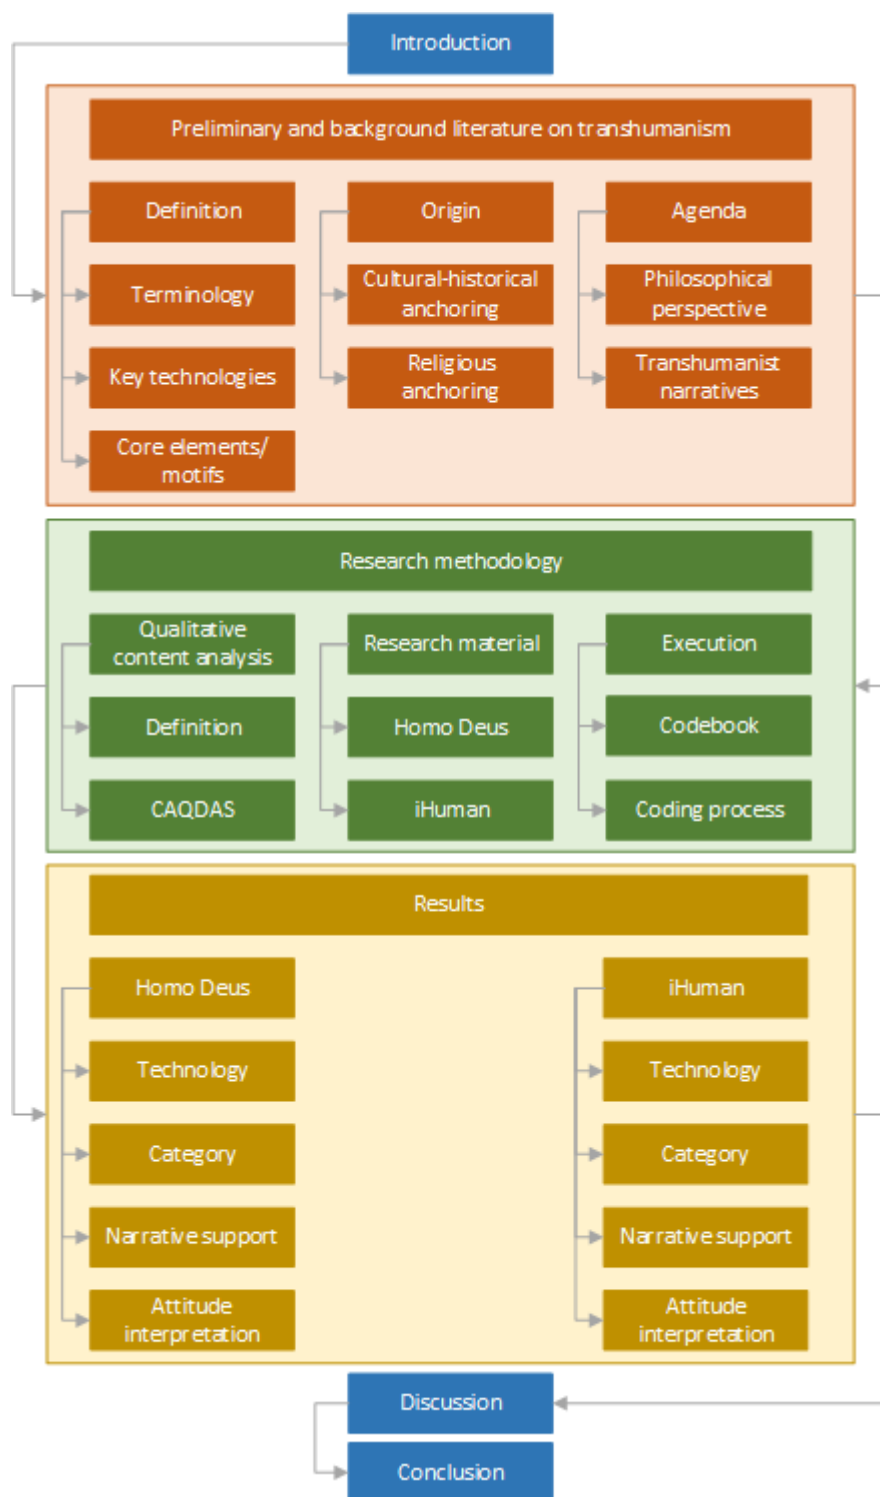 Introduction
Preliminary and background literature on transhumanism
Definition
Origin
Agenda
Terminology
Cultural-historical
anchoring
Philosophical
perspective
Key technologies
Religious
anchoring
Transhumanist
narratives
Core elements/
motifs
Research methodology
Qualitative
content analysis
Research material
Execution
Definition
Homo Deus
Codebook
CAQDAS
iHuman
Coding process
Results
Homo Deus
iHuman
Technology
Technology
Category
Category
Narrative support
Narrative support
Attitude
interpretation
Attitude
interpretation
Discussion
Conclusion